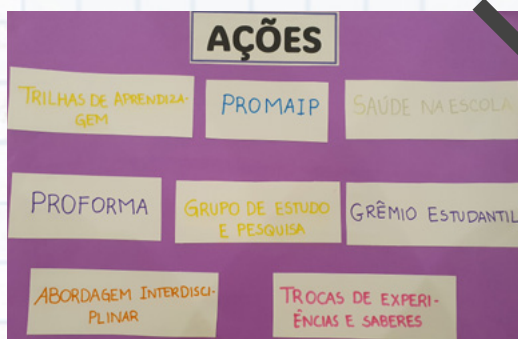 AÇÕES
TRILHAS DE APRENDIZA-
GEM
PROMAIP
SAÚDE NA ESCOLA
PROFORMA
GRUPO DE ESTUDO
E PESQUISA
GRÊMIO ESTUDANTIL
ABORDAGEM INTERDISCI-
PLINAR
TROCAS DE EXPERI-
ÊNCIAS E SABERES